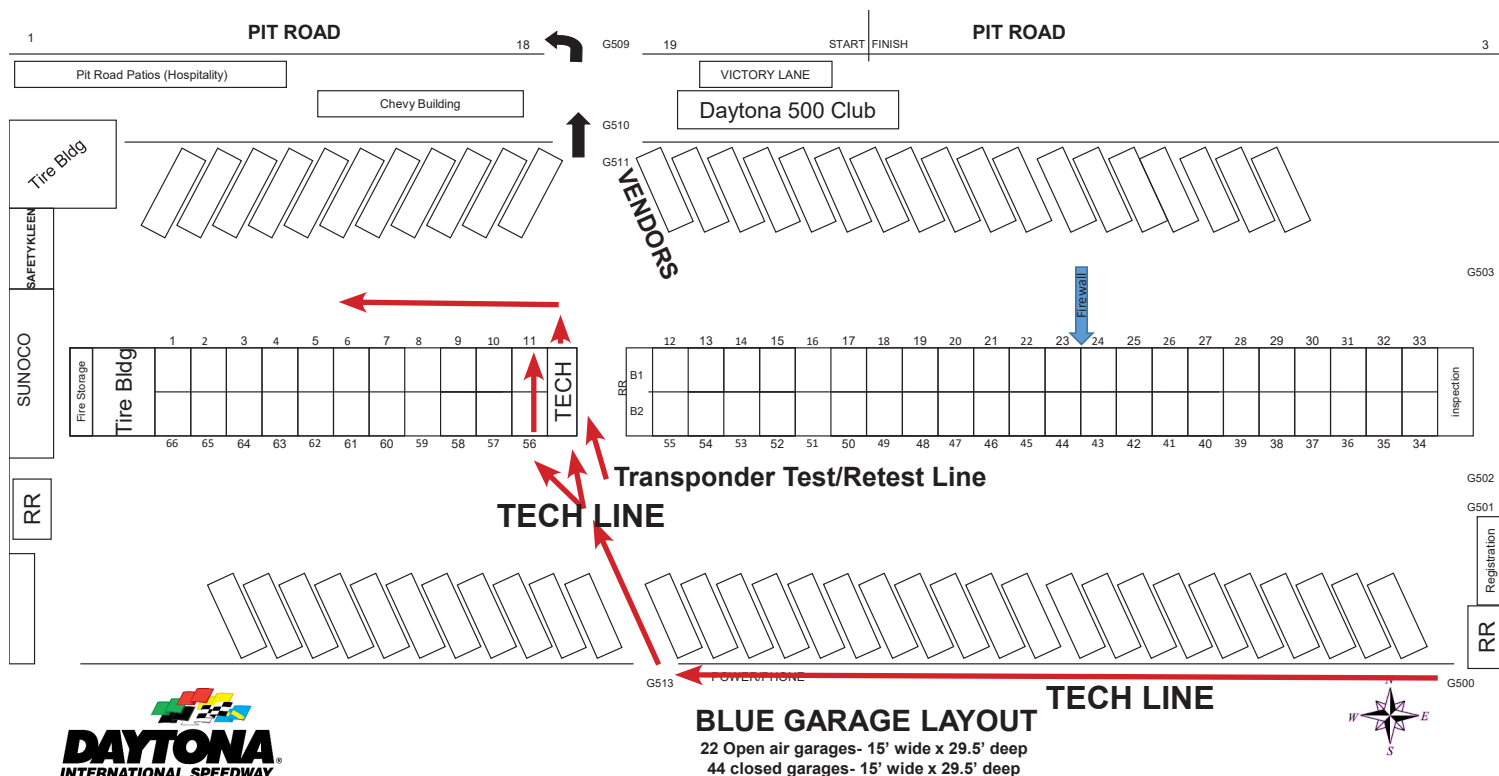 PIT ROAD
PIT ROAD
1
18
G509
19
START
FINISH
3
Pit Road Patios (Hospitality)
VICTORY LANE
Chevy Building
Daytona 500 Club
G510
Tire Bldg
G511
VENDORS
SAFETYKLEEN
G503
Firewall
SUNOCO
1 2 3 4 5 6 7 8 9 10 11
12 13 14 15 16 17 18 19 20 21 22 23 24 25 26 27 28 29 30 31 32 33
Fire Storage
Tire Bldg
TECH
RR
B1
B2
inspection
66 65 64 63 62 61 60 59 58 57 56
55 54 53 52 51 50 49 48 47 46 45 44 43 42 41 40 39 38 37 36 35 34
Transponder Test/Retest Line
G502
RR
TECH LINE
G501
Registration
RR
G513
POWER/PHONE
TECH LINE
G500
BLUE GARAGE LAYOUT
22 Open air garages- 15' wide x 29.5' deep
44 closed garages- 15' wide x 29.5' deep
N
W
E
S
DAYTONA®
INTERNATIONAL SPEEDWAY